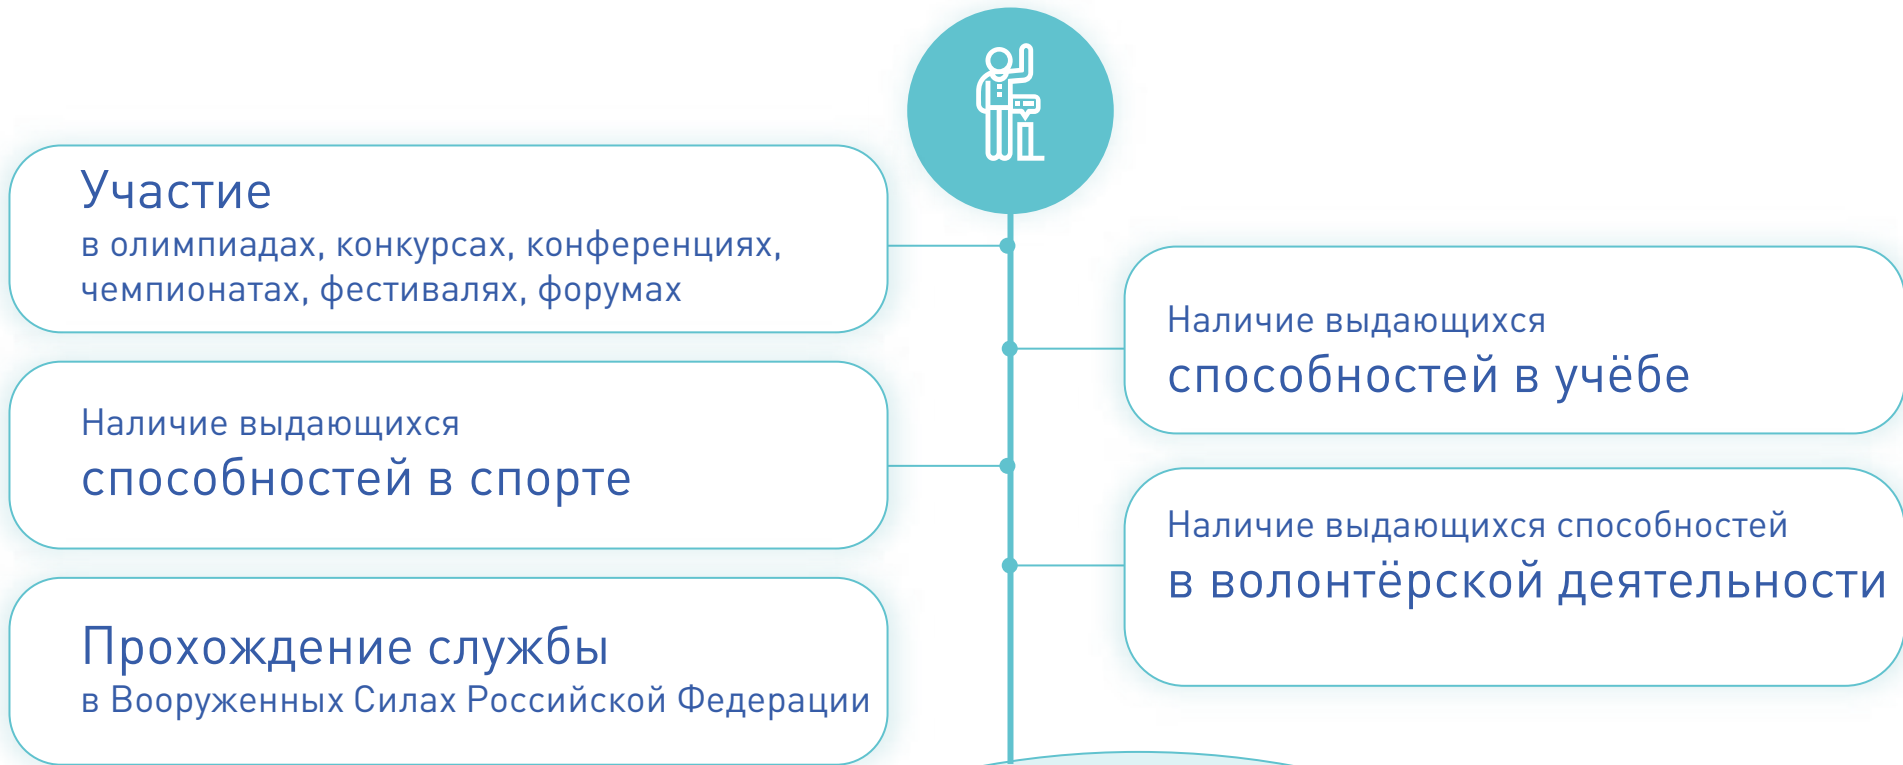 Участие
в олимпиадах, конкурсах, конференциях,
чемпионатах, фестивалях, форумах
Наличие выдающихся
способностей в учёбе
Наличие выдающихся
способностей в спорте
Наличие выдающихся способностей
в волонтёрской деятельности
Прохождение службы
в Вооруженных Силах Российской Федерации